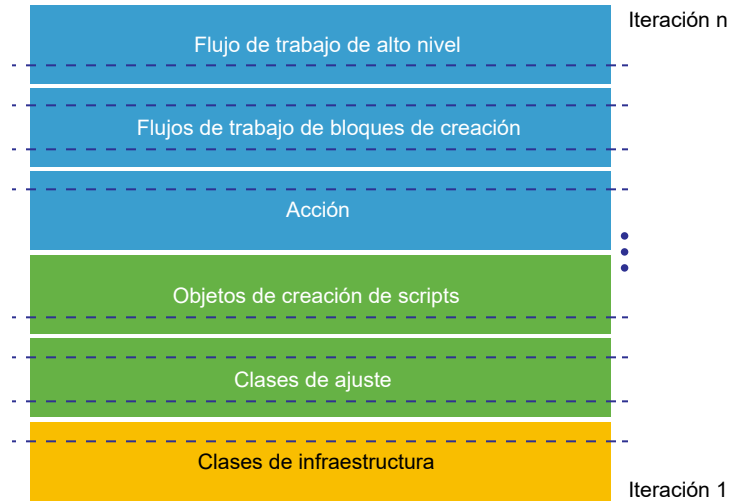 Iteración n
Flujo de trabajo de alto nivel
Flujos de trabajo de bloques de creación
Acción
Objetos de creación de scripts
Clases de ajuste
Clases de infraestructura
Iteración 1